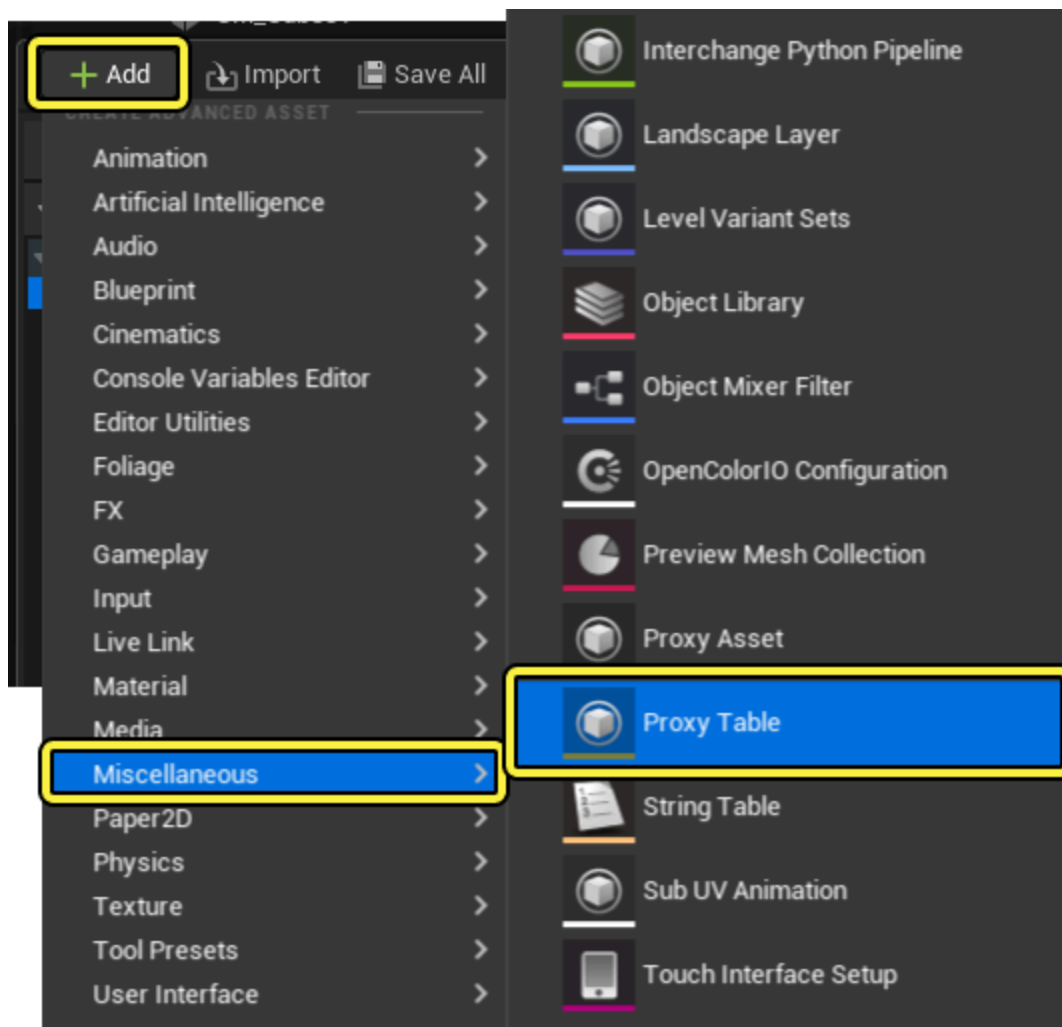 Add
Import
Save All
CREATE ADVANCED ASSET
Animation
Artificial Intelligence
Audio
Blueprint
Cinematics
Console Variables Editor
Editor Utilities
Foliage
FX
Gameplay
Input
Live Link
Material
Media
Miscellaneous
Paper2D
Physics
Texture
Tool Presets
User Interface
Interchange Python Pipeline
Landscape Layer
Level Variant Sets
Object Library
Object Mixer Filter
OpenColorIO Configuration
Preview Mesh Collection
Proxy Asset
Proxy Table
String Table
Sub UV Animation
Touch Interface Setup